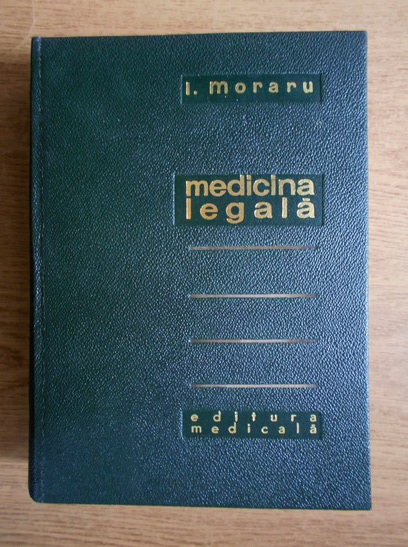 I. moraru
medicina
legală
editura
medicală